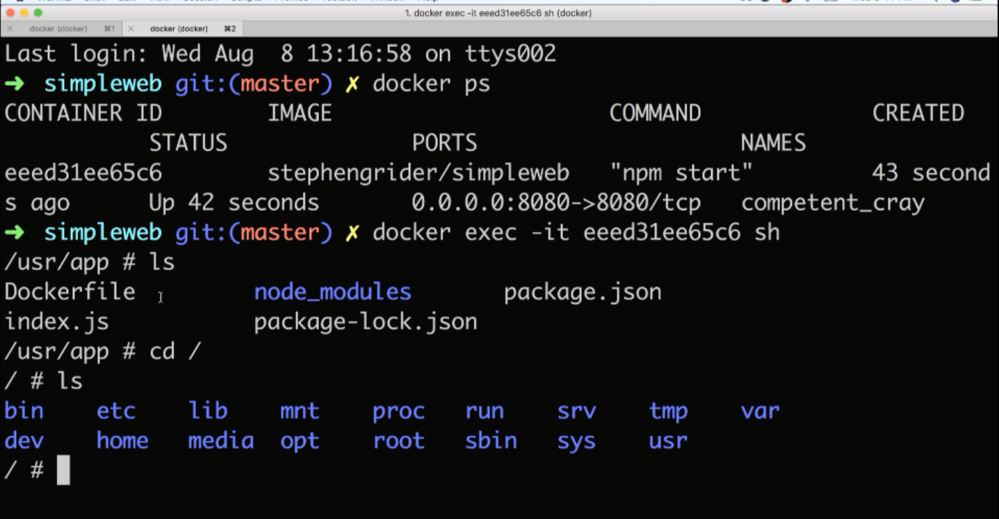 1. docker exec -it eeed31ee65c6 sh (docker)
docker (docker) ⌘1 docker (docker) ⌘2
Last login: Wed Aug  8 13:16:58 on ttys002
➜  simpleweb git:(master) ✗ docker ps
CONTAINER ID        IMAGE                     COMMAND             CREATED
           STATUS              PORTS                    NAMES
eeed31ee65c6        stephengrider/simpleweb   "npm start"         43 second
s ago      Up 42 seconds       0.0.0.0:8080->8080/tcp   competent_cray
➜  simpleweb git:(master) ✗ docker exec -it eeed31ee65c6 sh
/usr/app # ls
Dockerfile         node_modules       package.json
index.js           package-lock.json
/usr/app # cd /
/ # ls
bin    etc    lib    mnt    proc   run    srv    tmp    var
dev    home   media  opt    root   sbin   sys    usr
/ #